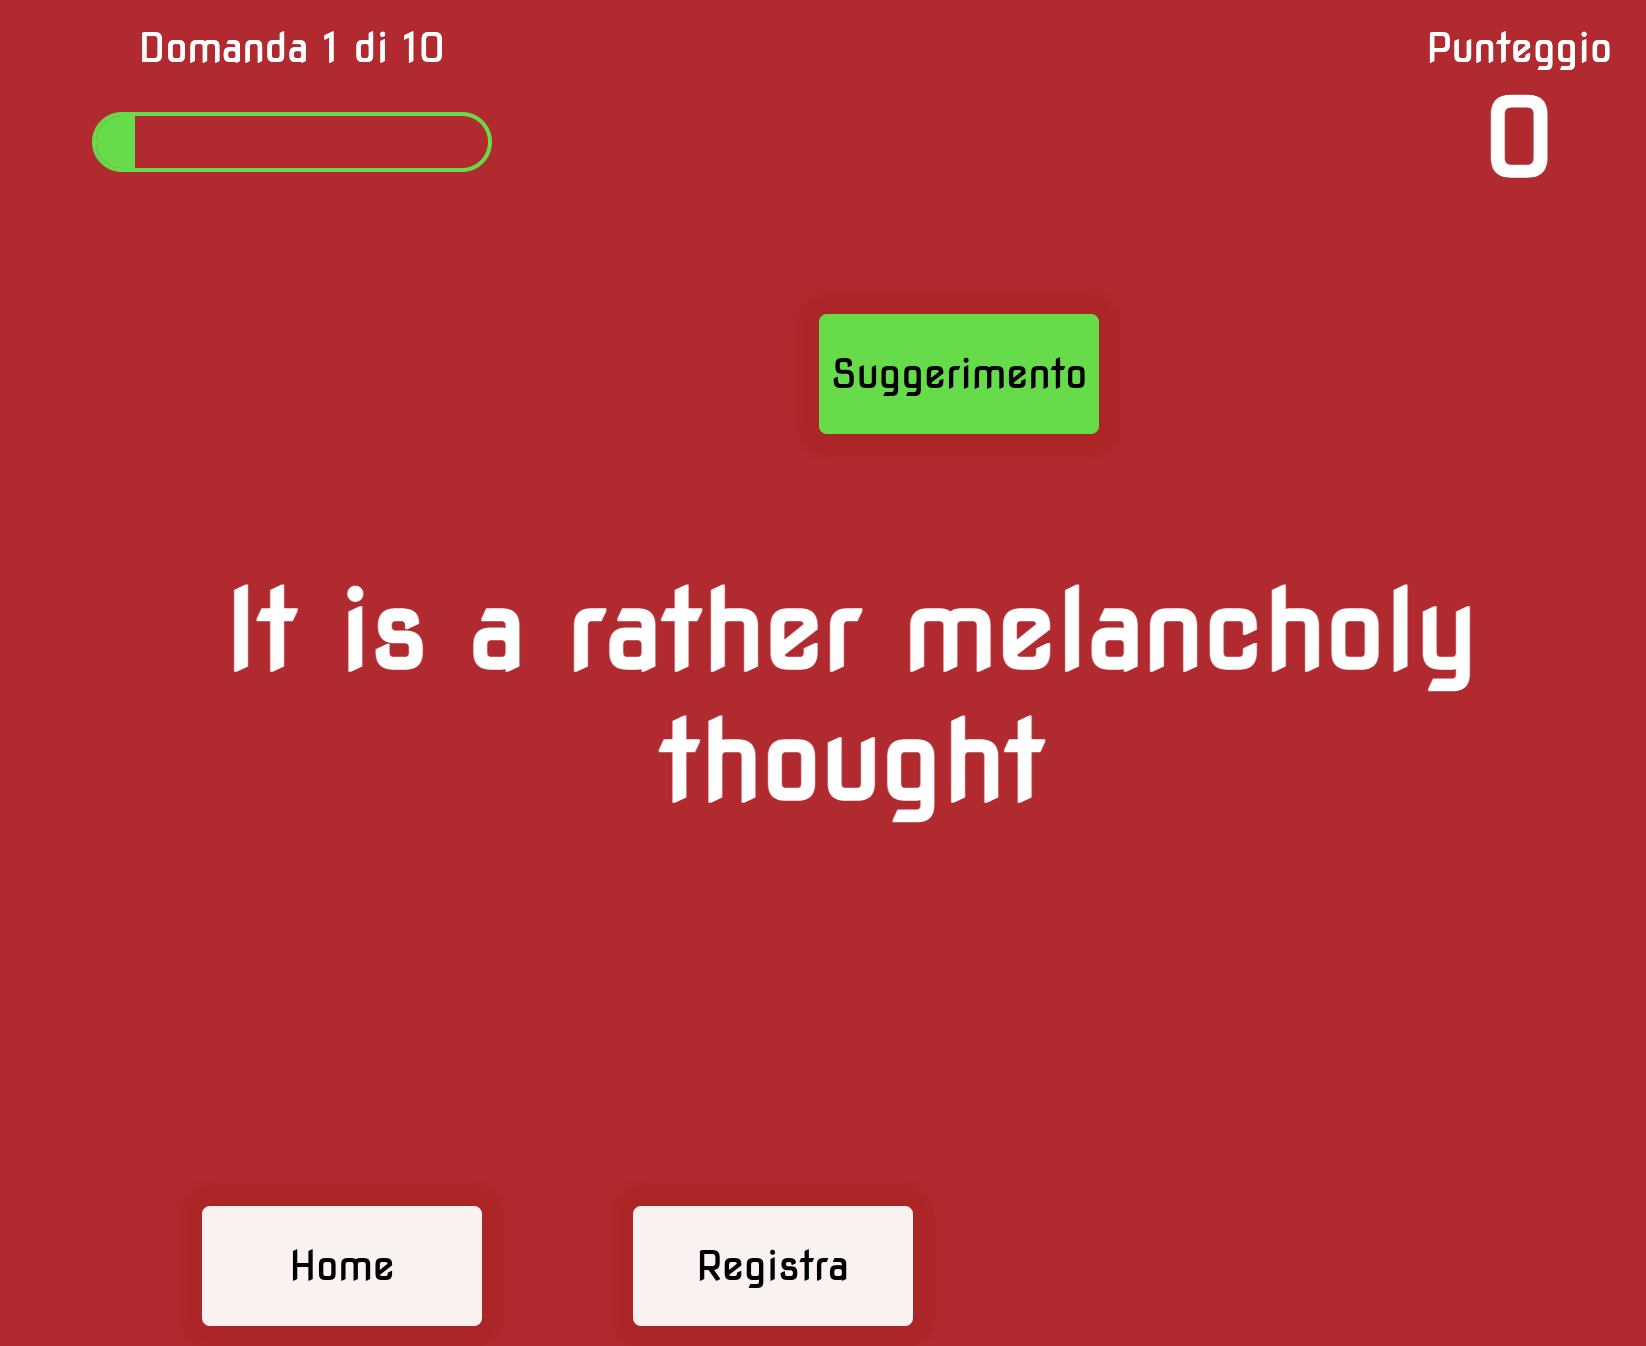 Domanda 1 di 10
Punteggio
0
Suggerimento
It is a rather melancholy
thought
Home
Registra